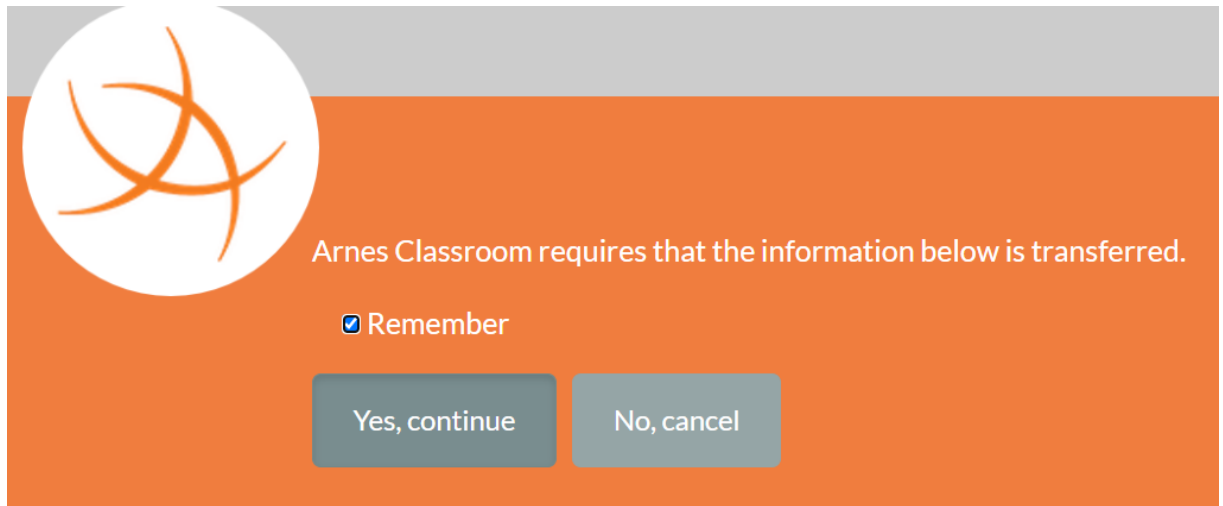 Arnes Classroom requires that the information below is transferred.
Remember
Yes, continue
No, cancel